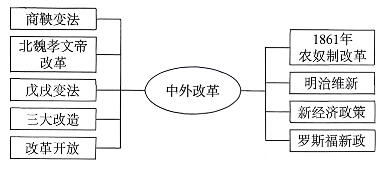 商鞅变法
北魏孝文帝
改革
戊戌变法
三大改造
改革开放
中外改革
1861年
农奴制改革
明治维新
新经济政策
罗斯福新政